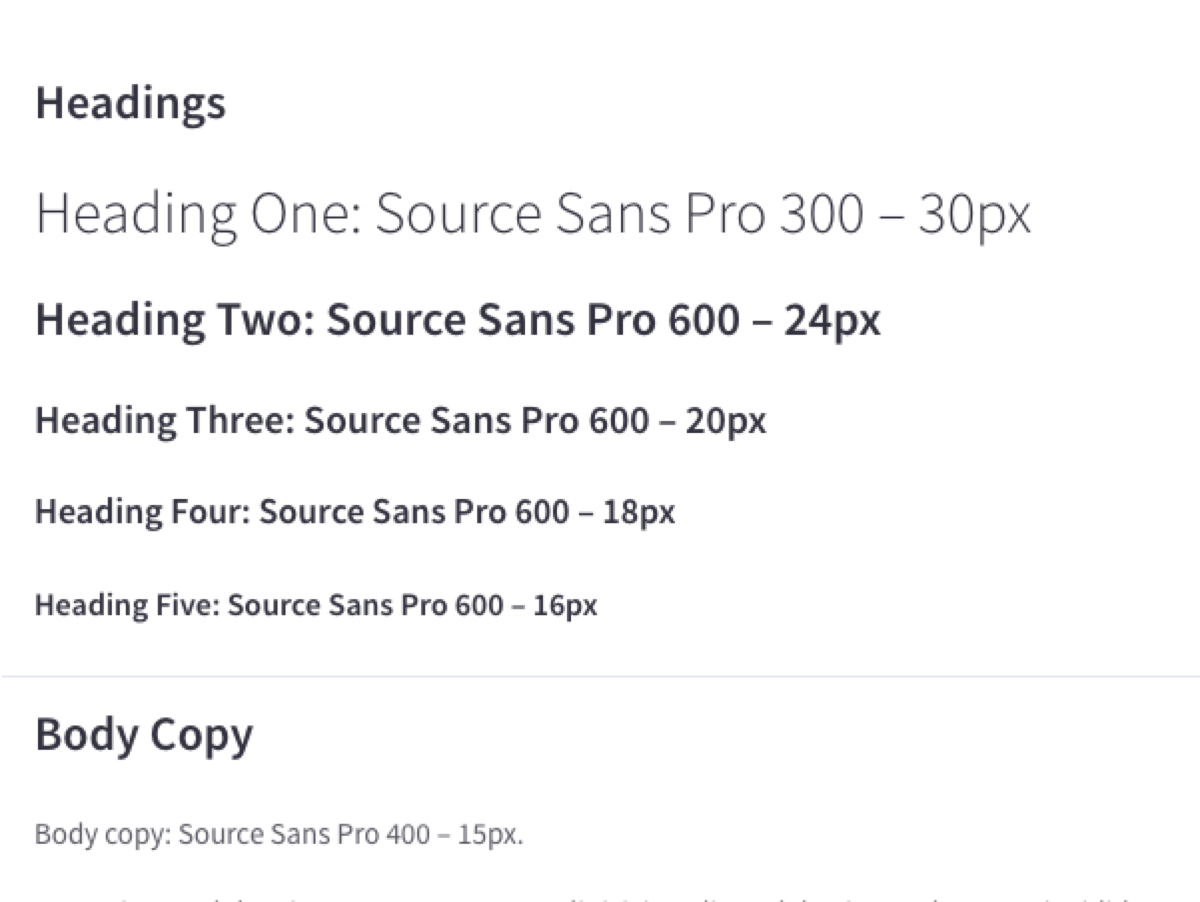 Headings
Heading One: Source Sans Pro 300 – 30px
Heading Two: Source Sans Pro 600 – 24px
Heading Three: Source Sans Pro 600 – 20px
Heading Four: Source Sans Pro 600 – 18px
Heading Five: Source Sans Pro 600 – 16px
Body Copy
Body copy: Source Sans Pro 400 – 15px.